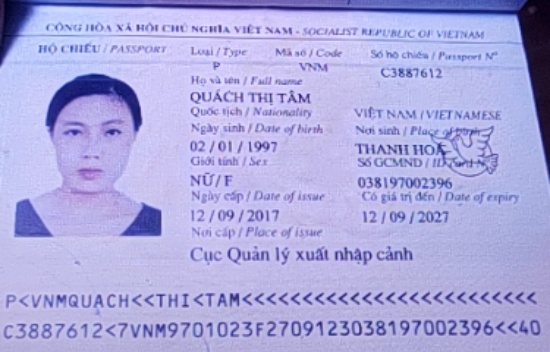 CỘNG HÒA XÃ HỘI CHỦ NGHĨA VIỆT NAM - SOCIALIST REPUBLIC OF VIETNAM
HỘ CHIẾU / PASSPORT Loại / Type Mã số / Code Số hộ chiếu / Passport Nº
P VNM C3887612
Họ và tên / Full name
QUÁCH THỊ TÂM
Quốc tịch / Nationality VIỆT NAM / VIETNAMESE
Ngày sinh / Date of birth Nơi sinh / Place of birth
02 / 01 / 1997 THANH HOÁ
Giới tính / Sex Số GCMND / ID Card N
NỮ / F 038197002396
Ngày cấp / Date of issue Có giá trị đến / Date of expiry
12 / 09 / 2017 12 / 09 / 2027
Nơi cấp / Place of issue
Cục Quản lý xuất nhập cảnh
P<VNMQUACH<<THI<TAM<<<<<<<<<<<<<<<<<<<<<<<<<
C3887612<7VNM9701023F2709123038197002396<<40